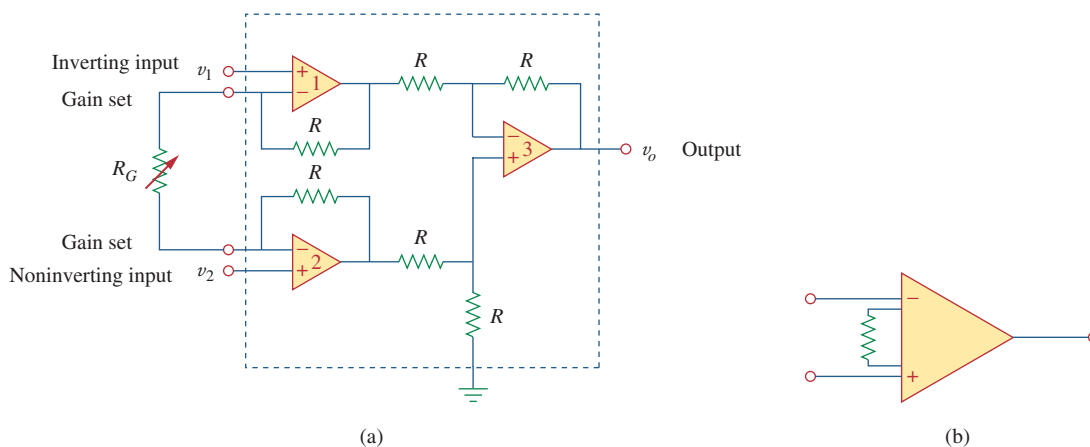 Inverting input
v1
Gain set
+
−
1
R
R
R
−
+
3
vo
Output
RG
R
Gain set
Noninverting input
v2
−
+
2
R
R
−
+
(a)
(b)